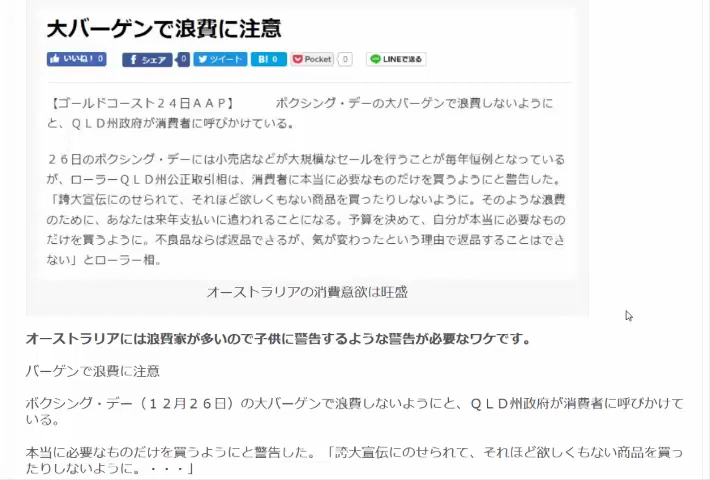 大バーゲンで浪費に注意
いいね！ 0 シェア 0 ツイート B! 0 Pocket 0 LINEで送る
【ゴールドコースト２４日ＡＡＰ】　　　ボクシング・デーの大バーゲンで浪費しないように
と、ＱＬＤ州政府が消費者に呼びかけている。
２６日のボクシング・デーには小売店などが大規模なセールを行うことが毎年恒例となっている
が、ローラーＱＬＤ州公正取引相は、消費者に本当に必要なものだけを買うようにと警告した。
「誇大宣伝にのせられて、それほど欲しくもない商品を買ったりしないように。そのような浪費
のために、あなたは来年支払いに追われることになる。予算を決めて、自分が本当に必要なもの
だけを買うように。不良品ならば返品できるが、気が変わったという理由で返品することはでき
ない」とローラー相。
オーストラリアの消費意欲は旺盛
オーストラリアには浪費家が多いので子供に警告するような警告が必要なワケです。
バーゲンで浪費に注意
ボクシング・デー（１２月２６日）の大バーゲンで浪費しないようにと、ＱＬＤ州政府が消費者に呼びかけて
いる。
本当に必要なものだけを買うようにと警告した。「誇大宣伝にのせられて、それほど欲しくもない商品を買っ
たりしないように。・・・」